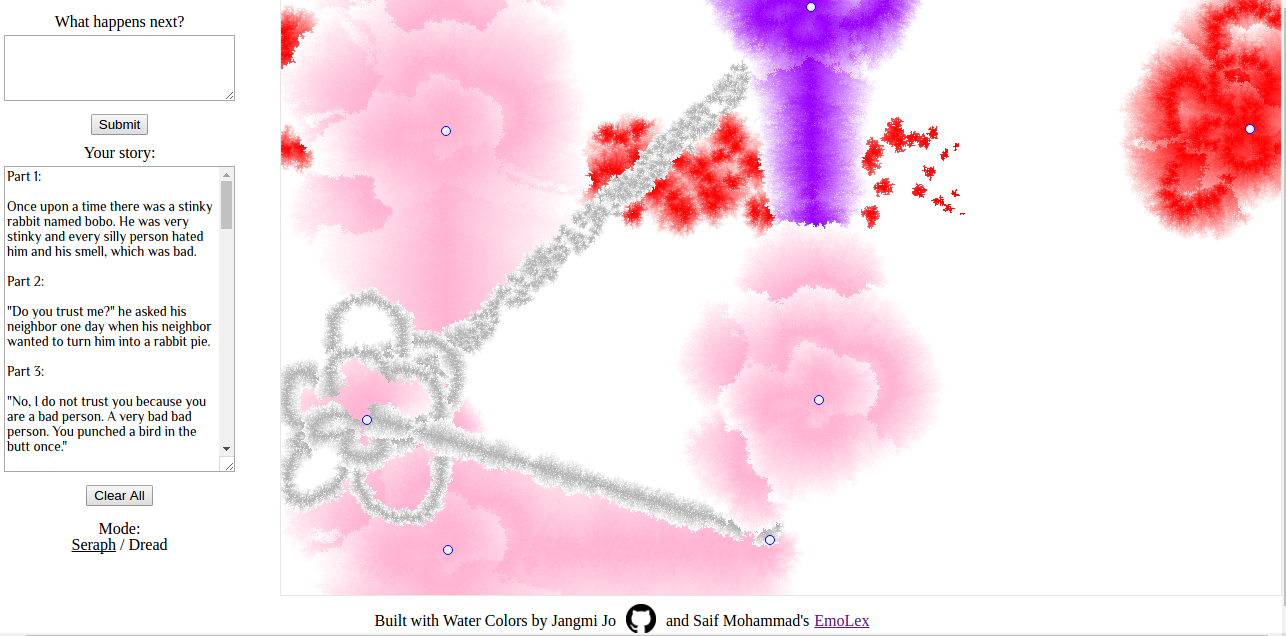 What happens next?
Submit
Your story:
Part 1:
Once upon a time there was a stinky
rabbit named bobo. He was very
stinky and every silly person hated
him and his smell, which was bad.
Part 2:
"Do you trust me?" he asked his
neighbor one day when his neighbor
wanted to turn him into a rabbit pie.
Part 3:
"No, I do not trust you because you
are a bad person. A very bad bad
person. You punched a bird in the
butt once."
Clear All
Mode:
Seraph / Dread
Built with Water Colors by Jangmi Jo and Saif Mohammad's EmoLex